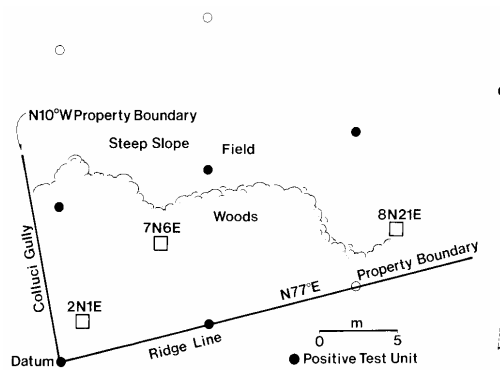 N10°W Property Boundary
Steep Slope
Field
Woods
7N6E
8N21E
Colluci Gully
2N1E
Property Boundary
N77°E
Ridge Line
Datum
m
0 5
Positive Test Unit